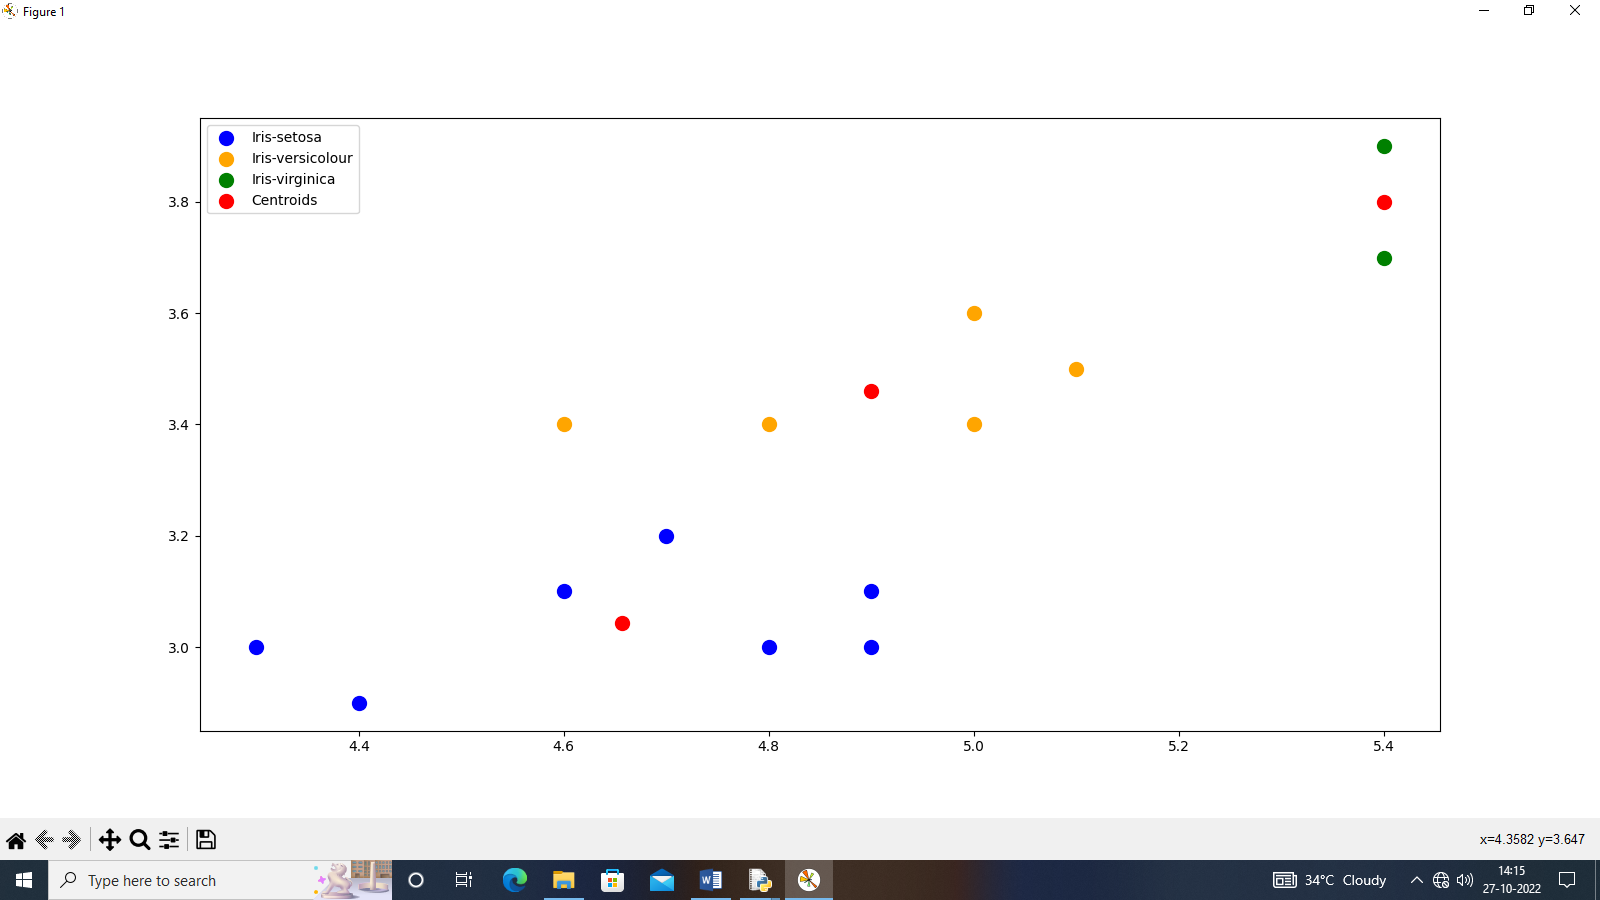 Figure 1
Iris-setosa
Iris-versicolour
Iris-virginica
Centroids
3.8
3.6
3.4
3.2
3.0
4.4 4.6 4.8 5.0 5.2 5.4
x=4.3582 y=3.647
Type here to search
34°C Cloudy
14:15
27-10-2022